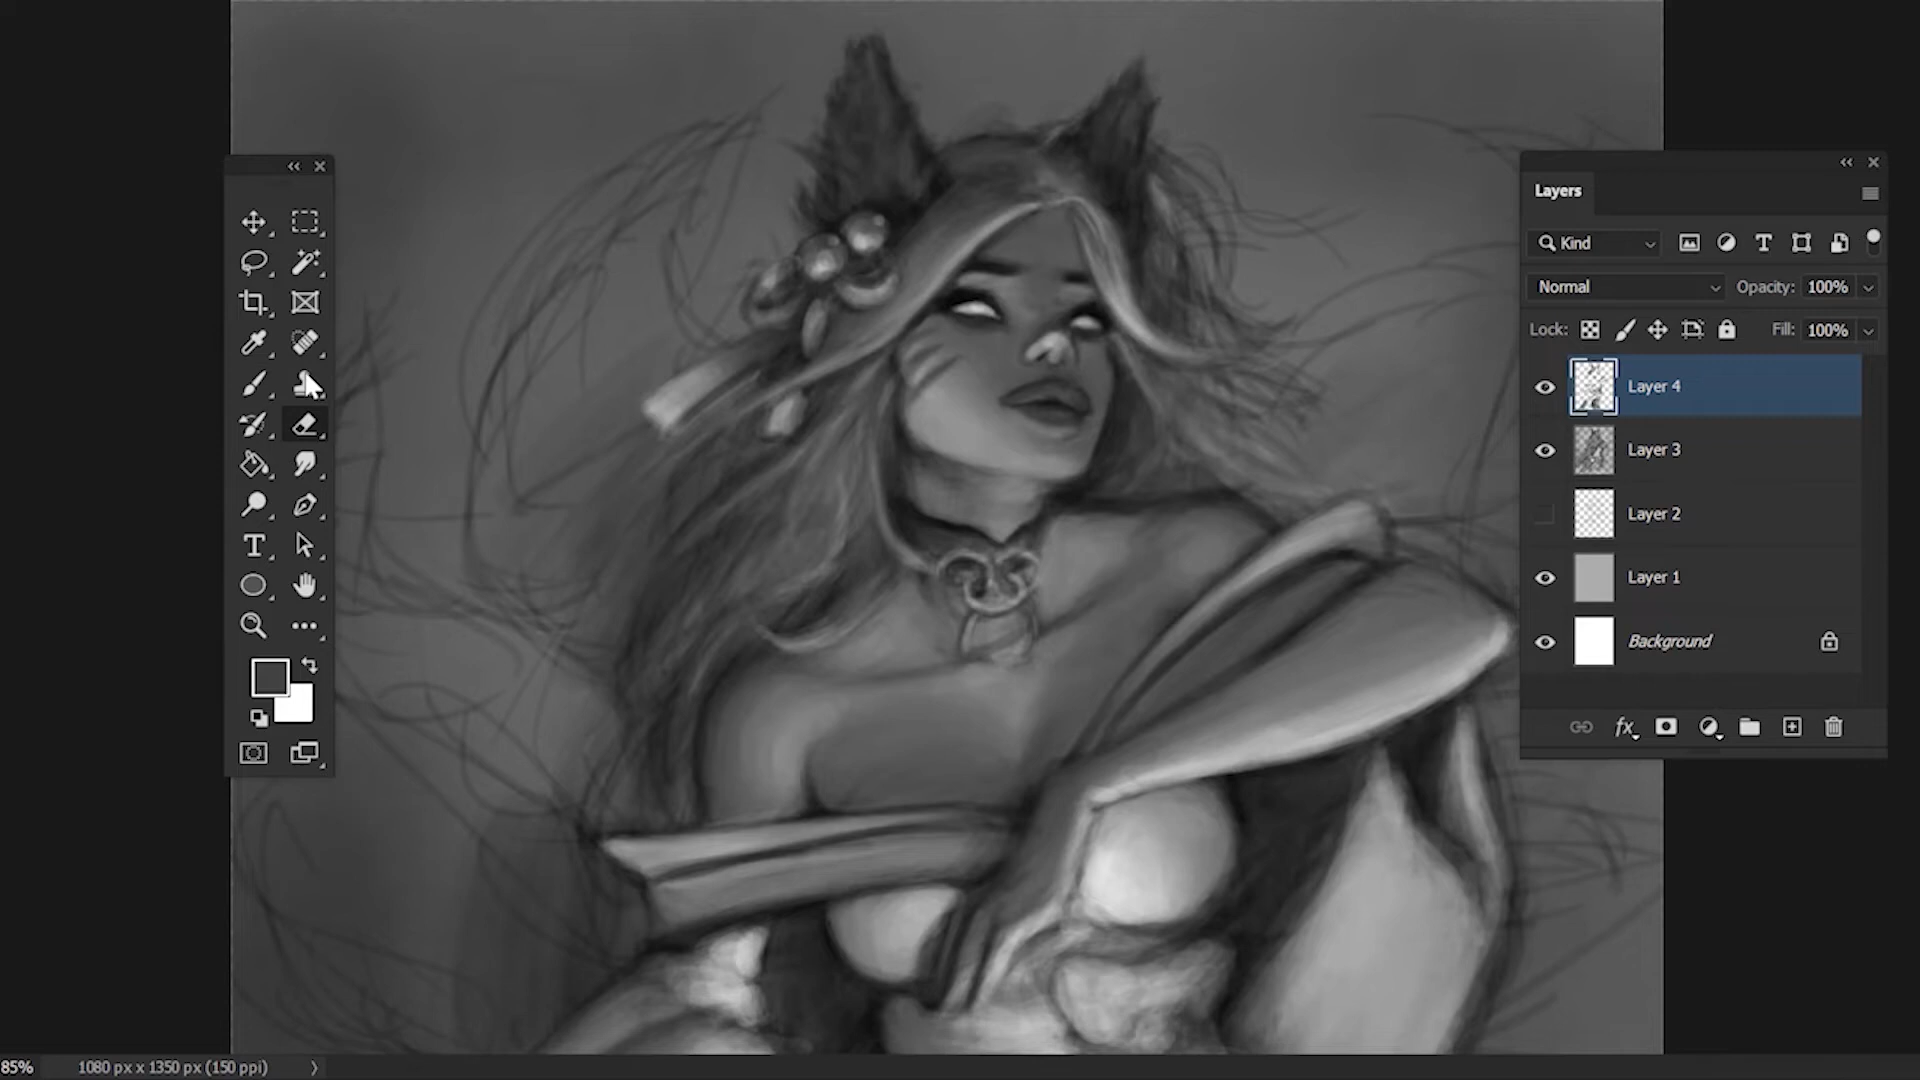 Layers
Kind
Normal
Opacity: 100%
Lock:
Fill: 100%
Layer 4
Layer 3
Layer 2
Layer 1
Background
fx
85%
1080 px x 1350 px (150 ppi)